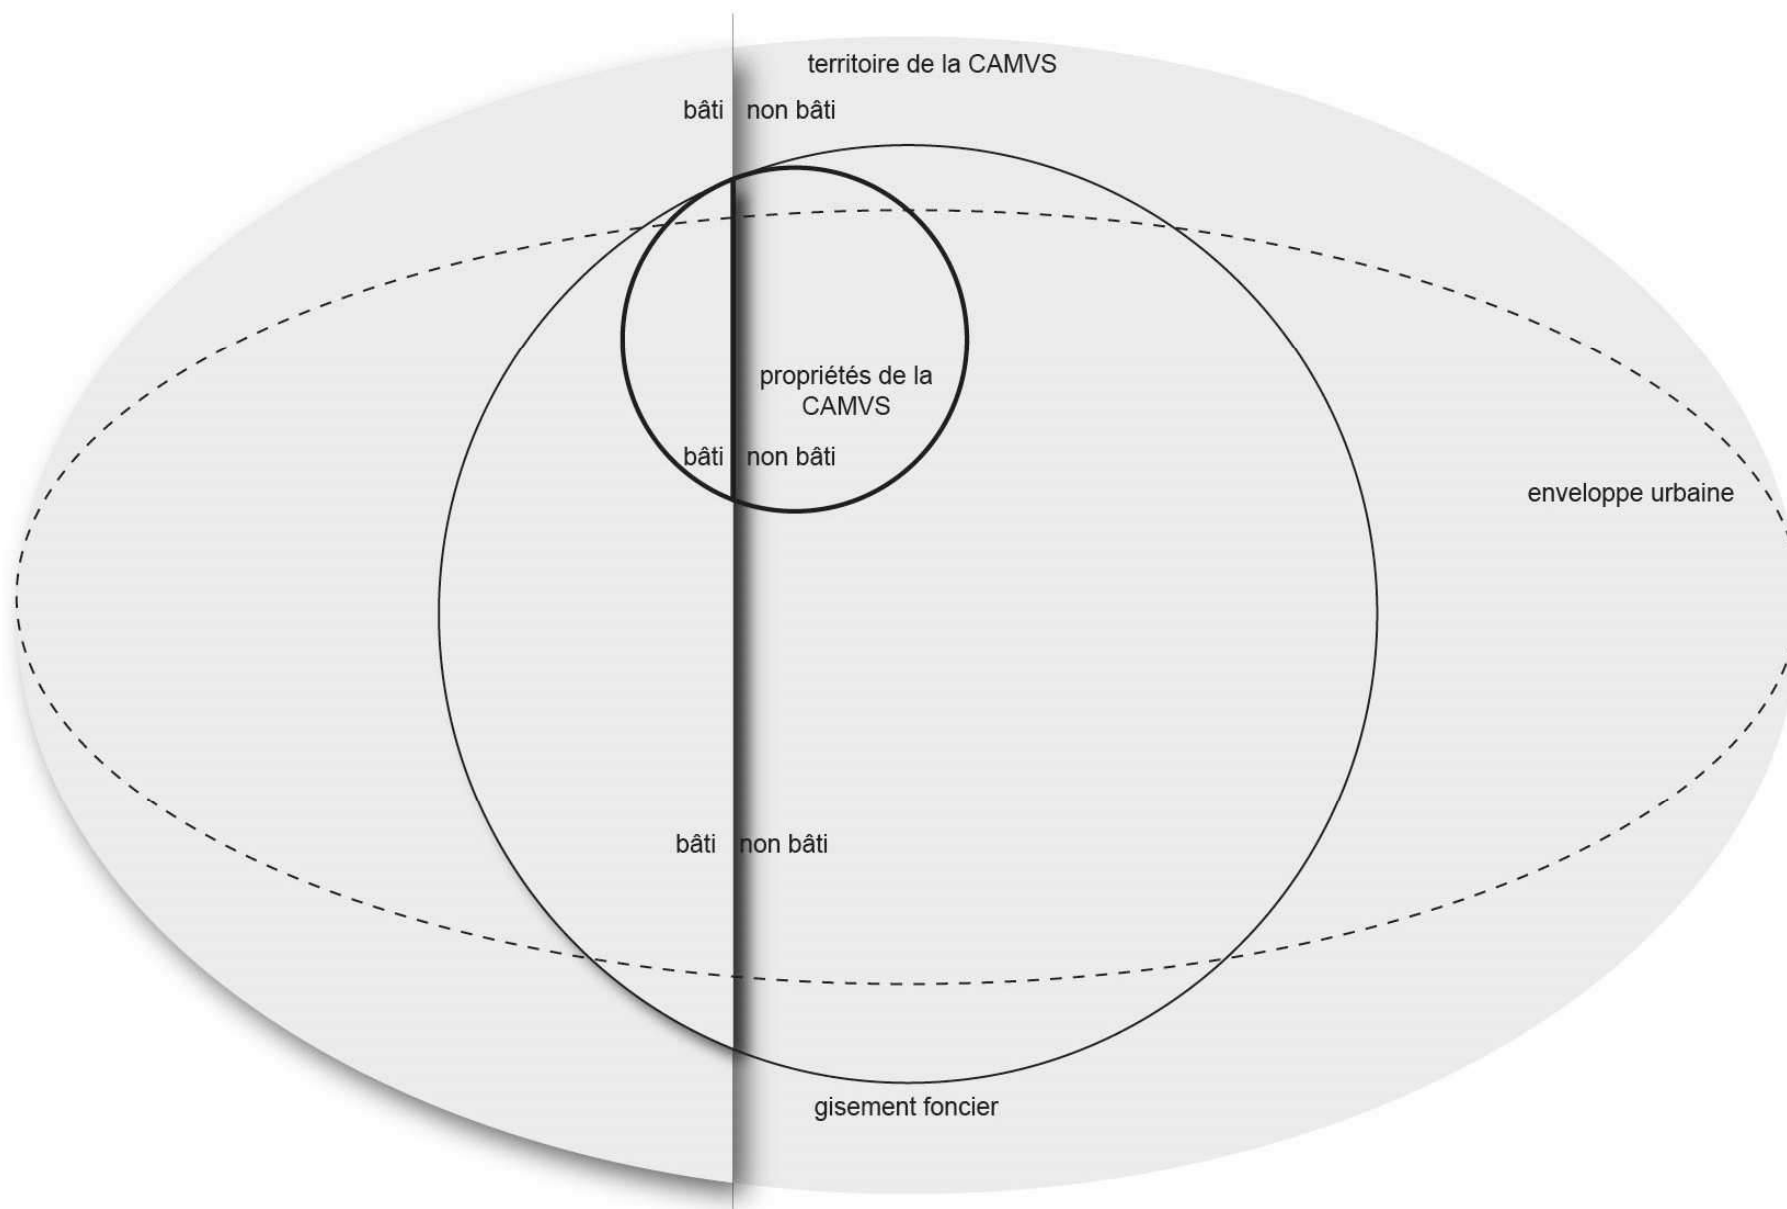 territoire de la CAMVS
bâti non bâti
propriétés de la
CAMVS
bâti non bâti
enveloppe urbaine
bâti non bâti
gisement foncier